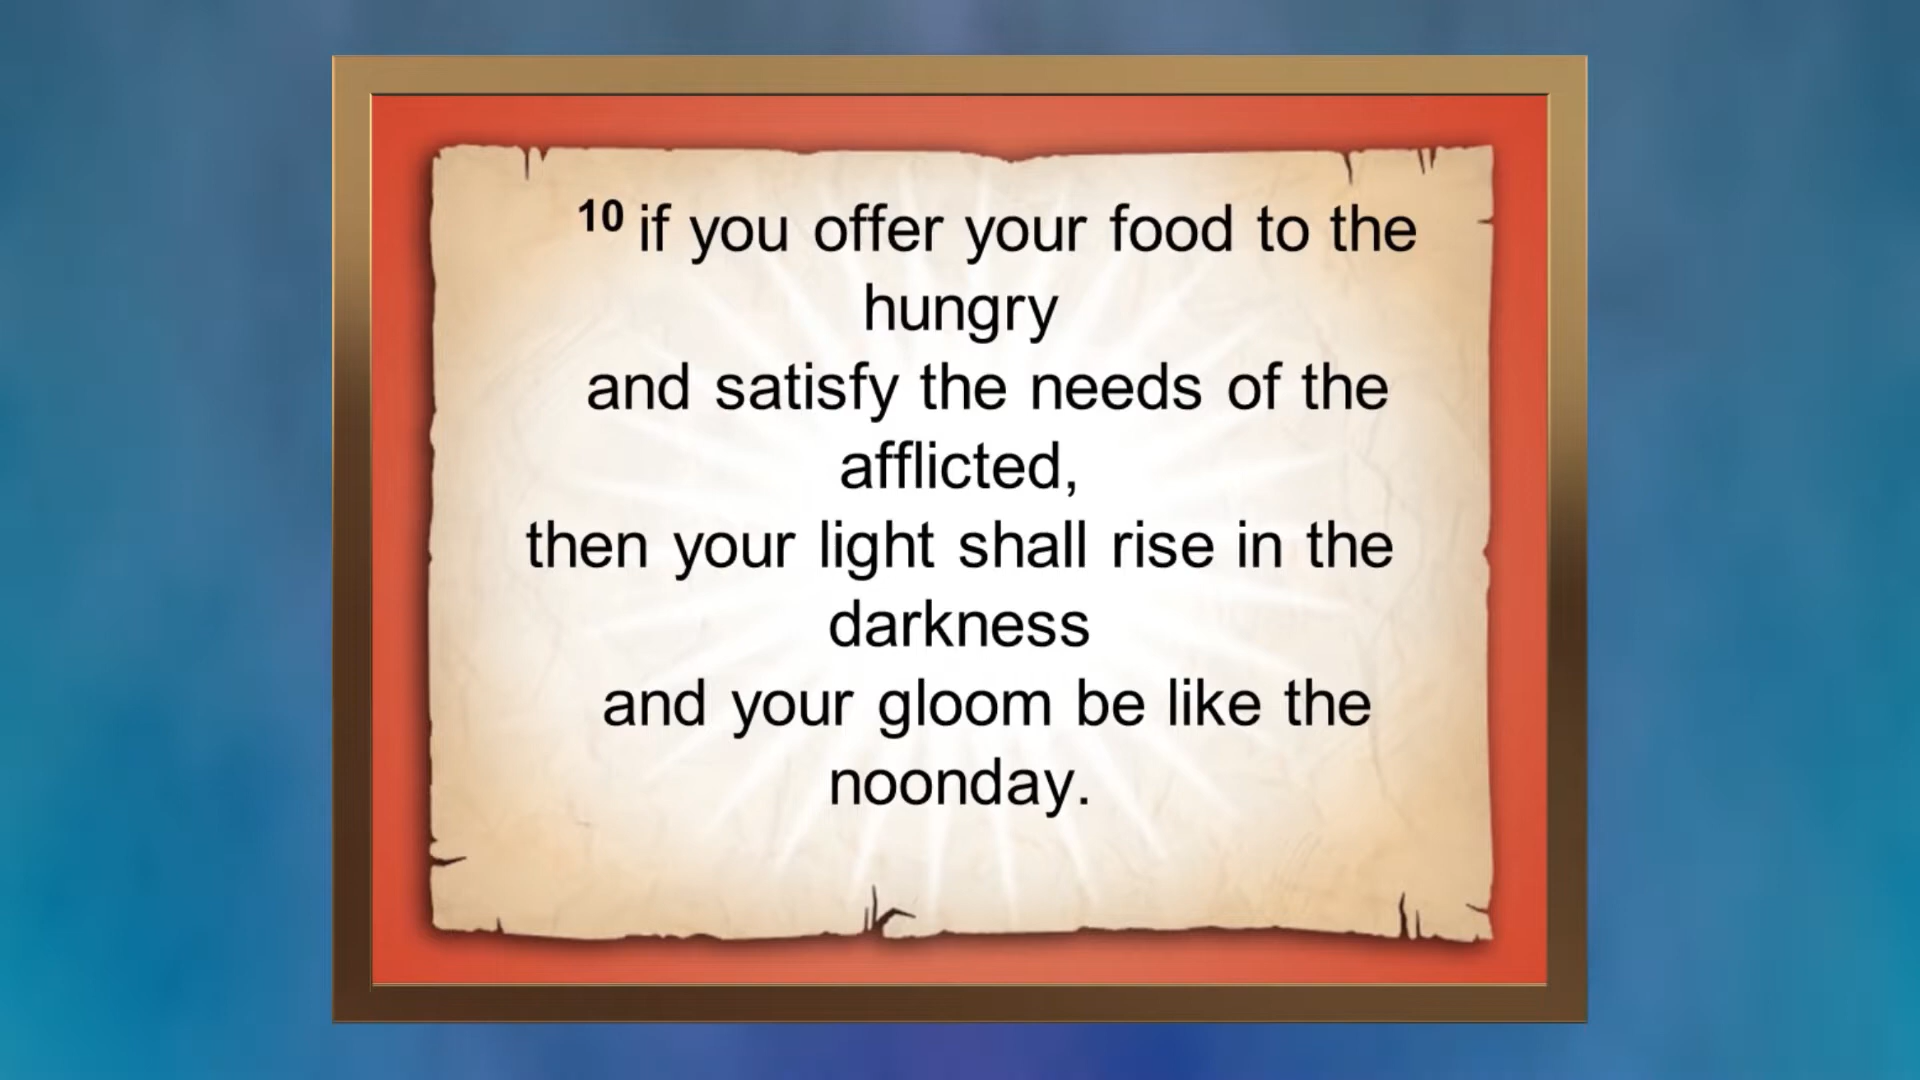 10 if you offer your food to the
hungry
and satisfy the needs of the
afflicted,
then your light shall rise in the
darkness
and your gloom be like the
noonday.